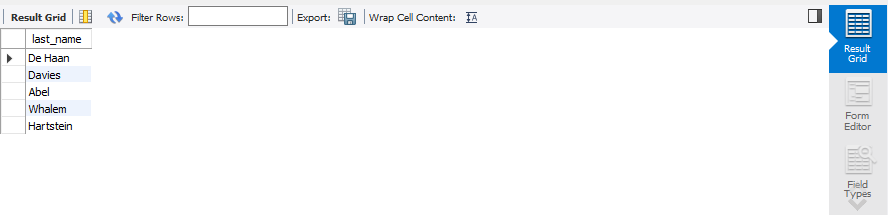 Result Grid Filter Rows: Export: Wrap Cell Content:
last_name
De Haan
Davies
Abel
Whalem
Hartstein
Result
Grid
Form
Editor
Field
Types